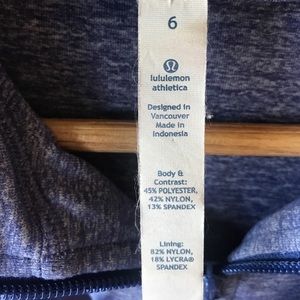 6
lululemon
athletica
Designed in
Vancouver
Made in
Indonesia
Body &
Contrast:
45% POLYESTER,
42% NYLON,
13% SPANDEX
Lining:
82% NYLON,
18% LYCRA®
SPANDEX